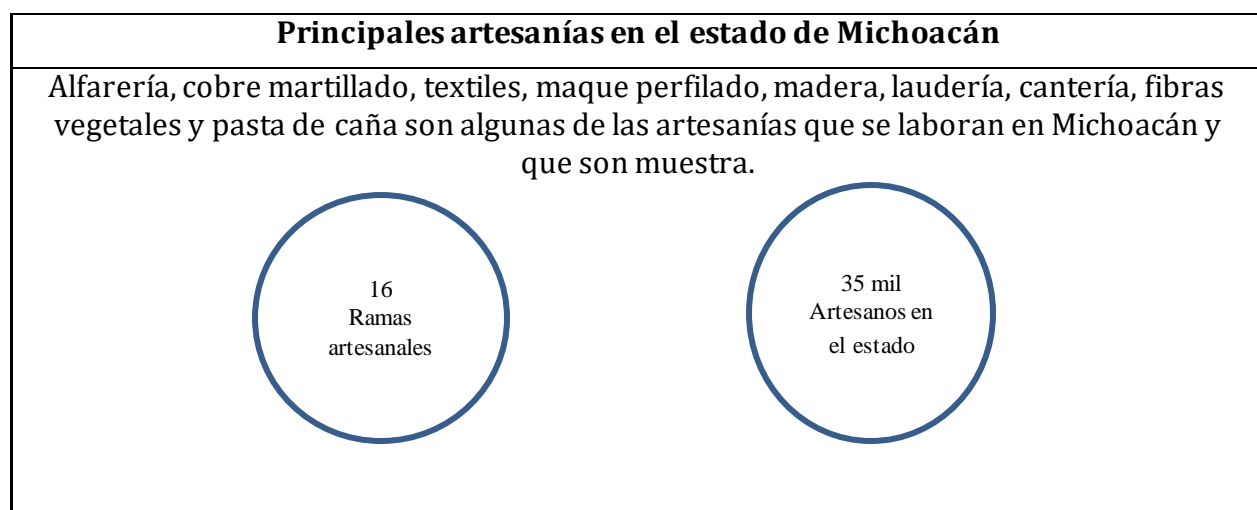 Principales artesanías en el estado de Michoacán
Alfarería, cobre martillado, textiles, maque perfilado, madera, laudería, cantería, fibras
vegetales y pasta de caña son algunas de las artesanías que se laboran en Michoacán y
que son muestra.
16
Ramas
artesanales
35 mil
Artesanos en
el estado